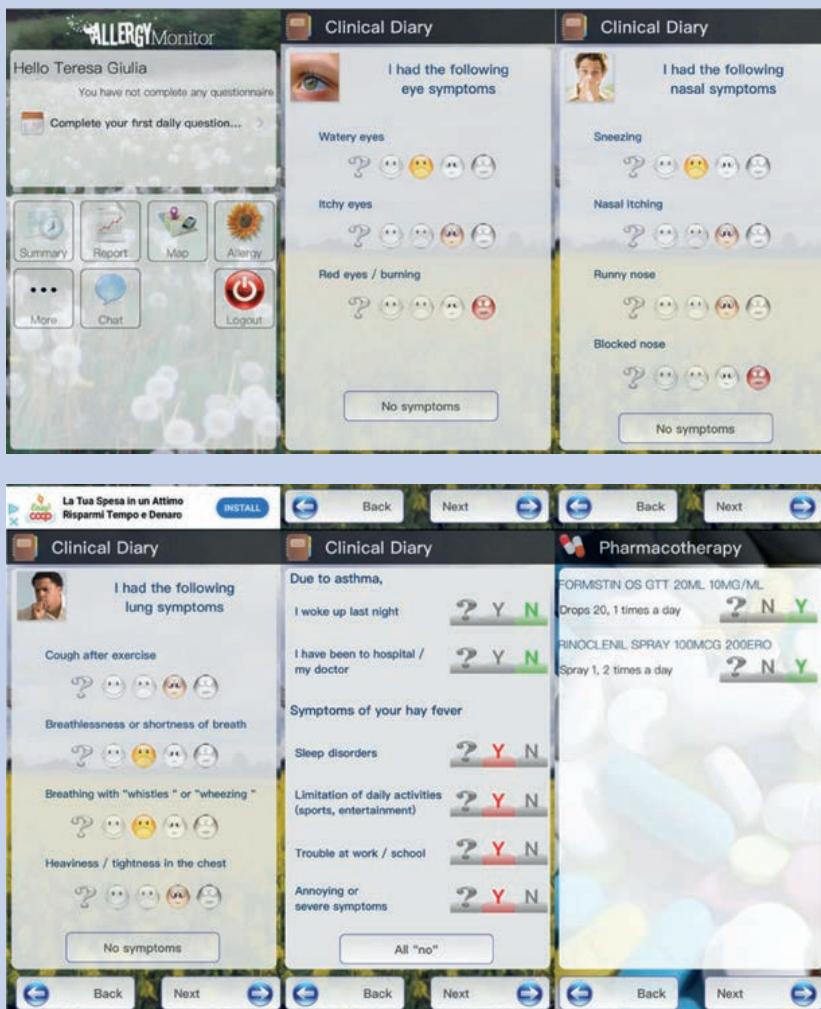 ALLERGYMonitor
Hello Teresa Giulia
You have not complete any questionnaire
Complete your first daily question...
Summary
Report
Map
Allergy
More
Chat
Logout
Clinical Diary
I had the following
eye symptoms
Watery eyes
?
Itchy eyes
?
Red eyes / burning
?
No symptoms
Clinical Diary
I had the following
nasal symptoms
Sneezing
?
Nasal itching
?
Runny nose
?
Blocked nose
?
No symptoms
La Tua Spesa in un Attimo
Risparmi Tempo e Denaro
coop
INSTALL
Clinical Diary
I had the following
lung symptoms
Cough after exercise
?
Breathlessness or shortness of breath
?
Breathing with "whistles " or "wheezing "
?
Heaviness / tightness in the chest
?
No symptoms
Back Next
Back Next
Clinical Diary
Due to asthma,
I woke up last night ? Y N
I have been to hospital /
my doctor ? Y N
Symptoms of your hay fever
Sleep disorders ? Y N
Limitation of daily activities
(sports, entertainment) ? Y N
Trouble at work / school ? Y N
Annoying or
severe symptoms ? Y N
All "no"
Back Next
Back Next
Pharmacotherapy
FORMISTIN OS GTT 20ML 10MG/ML
Drops 20, 1 times a day ? N Y
RINOCLENIL SPRAY 100MCG 200ERO
Spray 1, 2 times a day ? N Y
Back Next